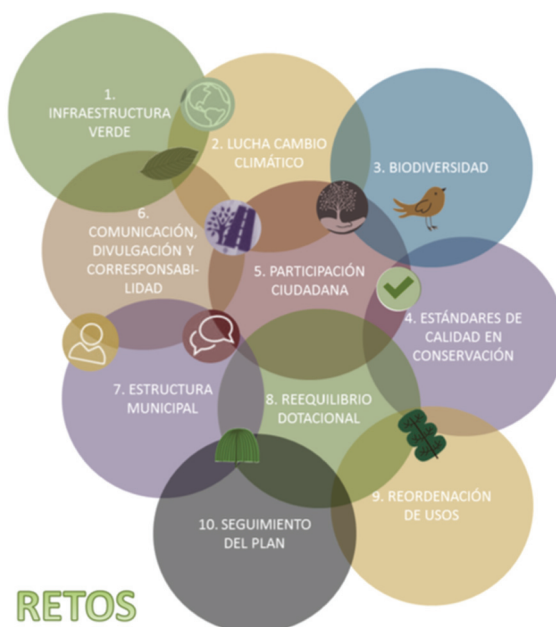 1.
INFRAESTRUCTURA
VERDE
2. LUCHA CAMBIO
CLIMÁTICO
3. BIODIVERSIDAD
6.
COMUNICACIÓN,
DIVULGACIÓN Y
CORRESPONSABI-
LIDAD
5. PARTICIPACIÓN
CIUDADANA
4. ESTÁNDARES DE
CALIDAD EN
CONSERVACIÓN
7. ESTRUCTURA
MUNICIPAL
8. REEQUILIBRIO
DOTACIONAL
9. REORDENACIÓN
DE USOS
10. SEGUIMIENTO
DEL PLAN
RETOS